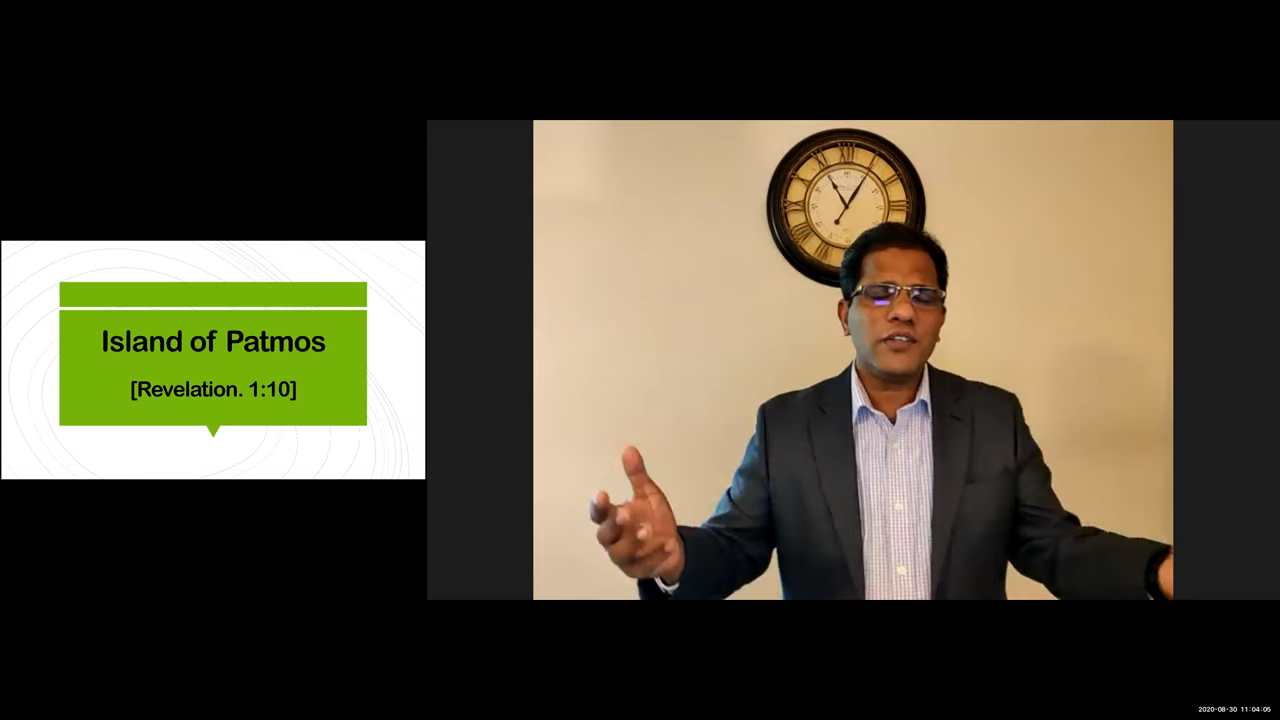 Island of Patmos
[Revelation. 1:10]
2020-08-30 11:04:05